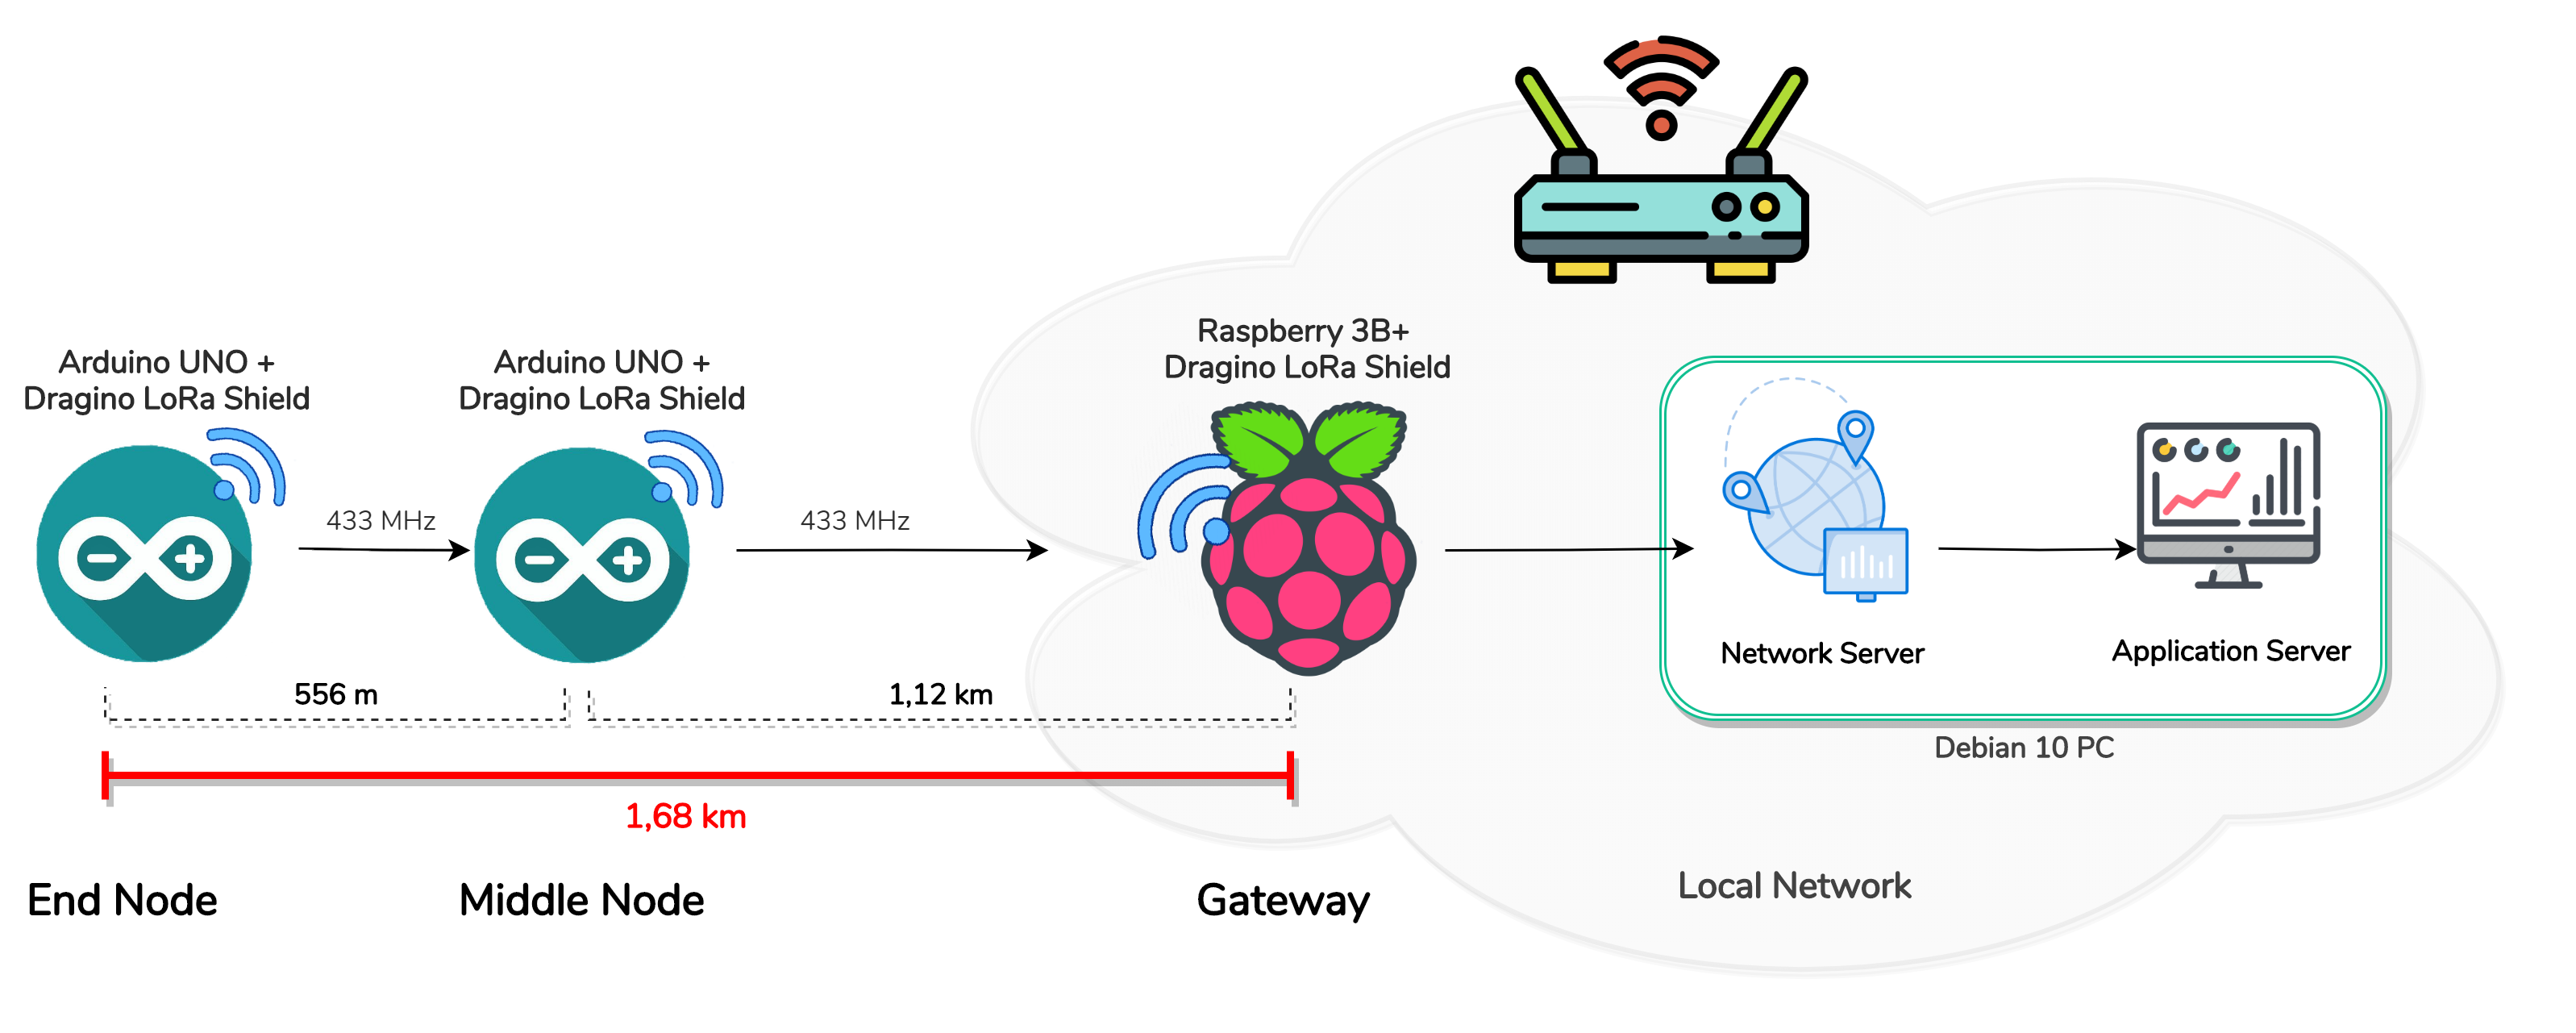 Arduino UNO +
Dragino LoRa Shield
Arduino UNO +
Dragino LoRa Shield
Raspberry 3B+
Dragino LoRa Shield
433 MHz
433 MHz
Network Server
Application Server
556 m
1,12 km
Debian 10 PC
1,68 km
End Node
Middle Node
Gateway
Local Network